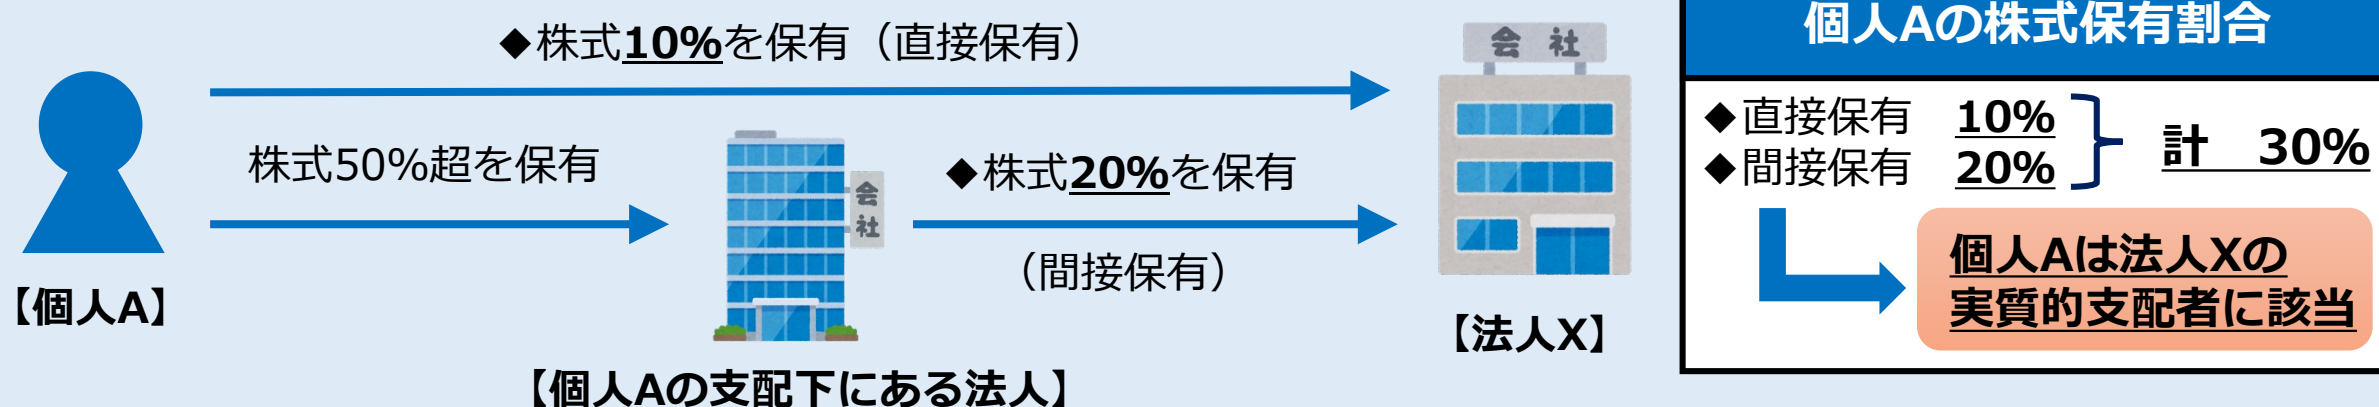 ◆株式10%を保有（直接保有）
株式50%超を保有
◆株式20%を保有
（間接保有）
会社
会社
【個人A】
【個人Aの支配下にある法人】
【法人X】
個人Aの株式保有割合
◆直接保有 10%
◆間接保有 20%
計 30%
個人Aは法人Xの
実質的支配者に該当